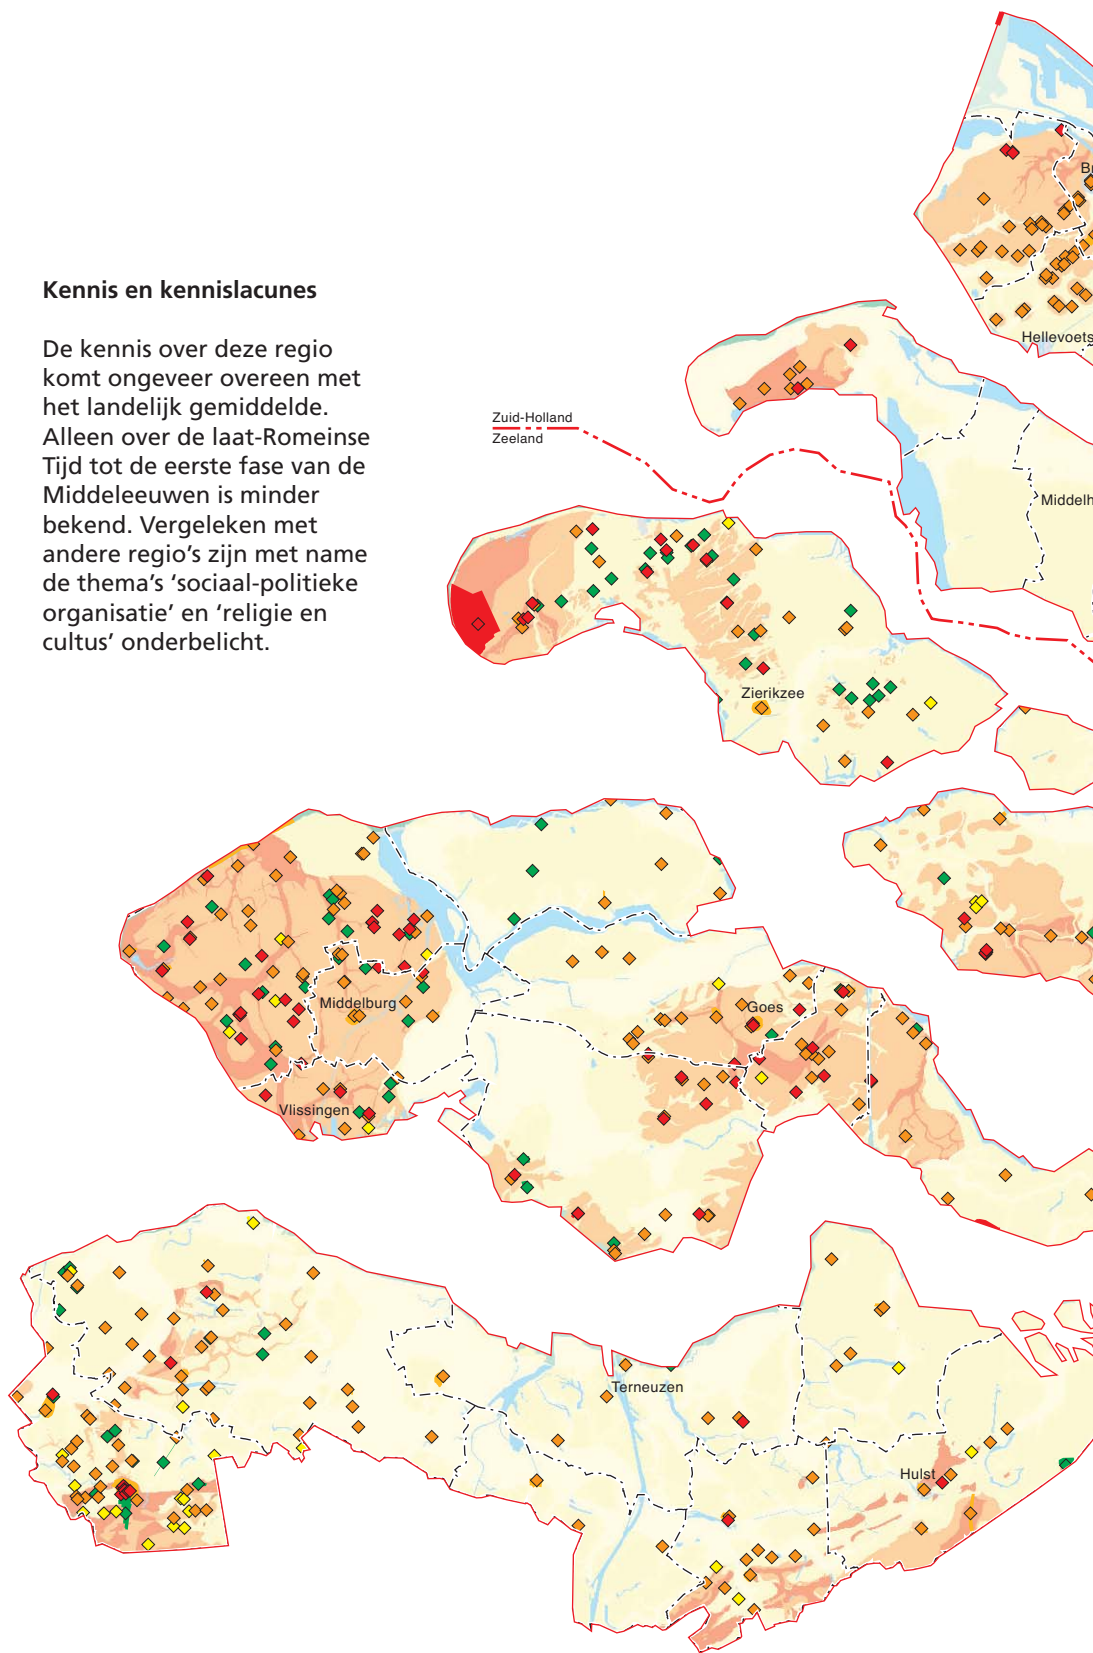 Kennis en kennislacunes
De kennis over deze regio
komt ongeveer overeen met
het landelijk gemiddelde.
Alleen over de laat-Romeinse
Tijd tot de eerste fase van de
Middeleeuwen is minder
bekend. Vergeleken met
andere regio's zijn met name
de thema's ‘sociaal-politieke
organisatie’ en ‘religie en
cultus’ onderbelicht.
Hellevoets
Zuid-Holland
Zeeland
Middelh
Zierikzee
Middelburg
Goes
Vlissingen
Terneuzen
Hulst